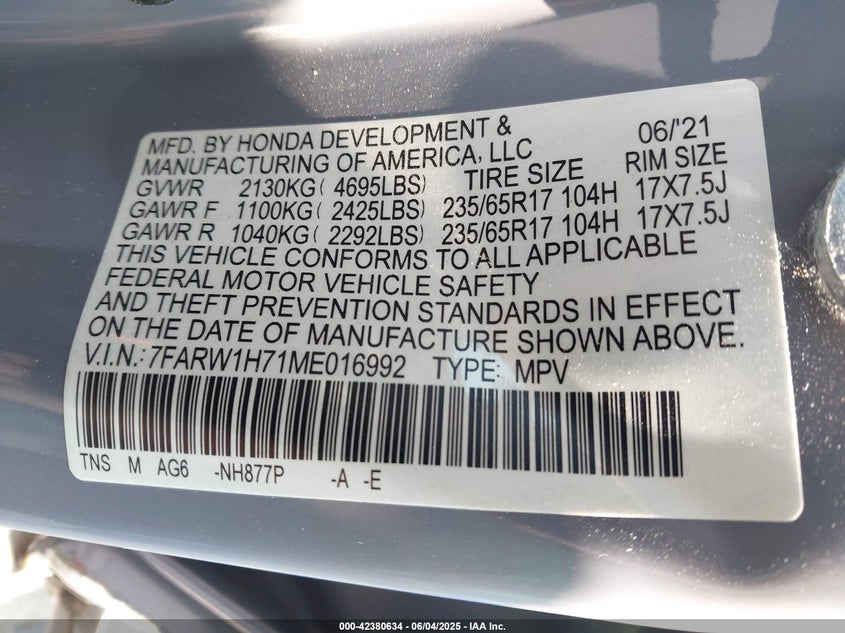 MFD. BY HONDA DEVELOPMENT & 06/'21
MANUFACTURING OF AMERICA, LLC TIRE SIZE RIM SIZE
GVWR 2130KG( 4695LBS)
GAWR F 1100KG( 2425LBS) 235/65R17 104H 17X7.5J
GAWR R 1040KG( 2292LBS) 235/65R17 104H 17X7.5J
THIS VEHICLE CONFORMS TO ALL APPLICABLE
FEDERAL MOTOR VEHICLE SAFETY
AND THEFT PREVENTION STANDARDS IN EFFECT
ON THE DATE OF MANUFACTURE SHOWN ABOVE.
V.I.N.: 7FARW1H71ME016992 TYPE: MPV
TNS M AG6 -NH877P -A -E
000-42380634 - 06/04/2025 - IAA Inc.